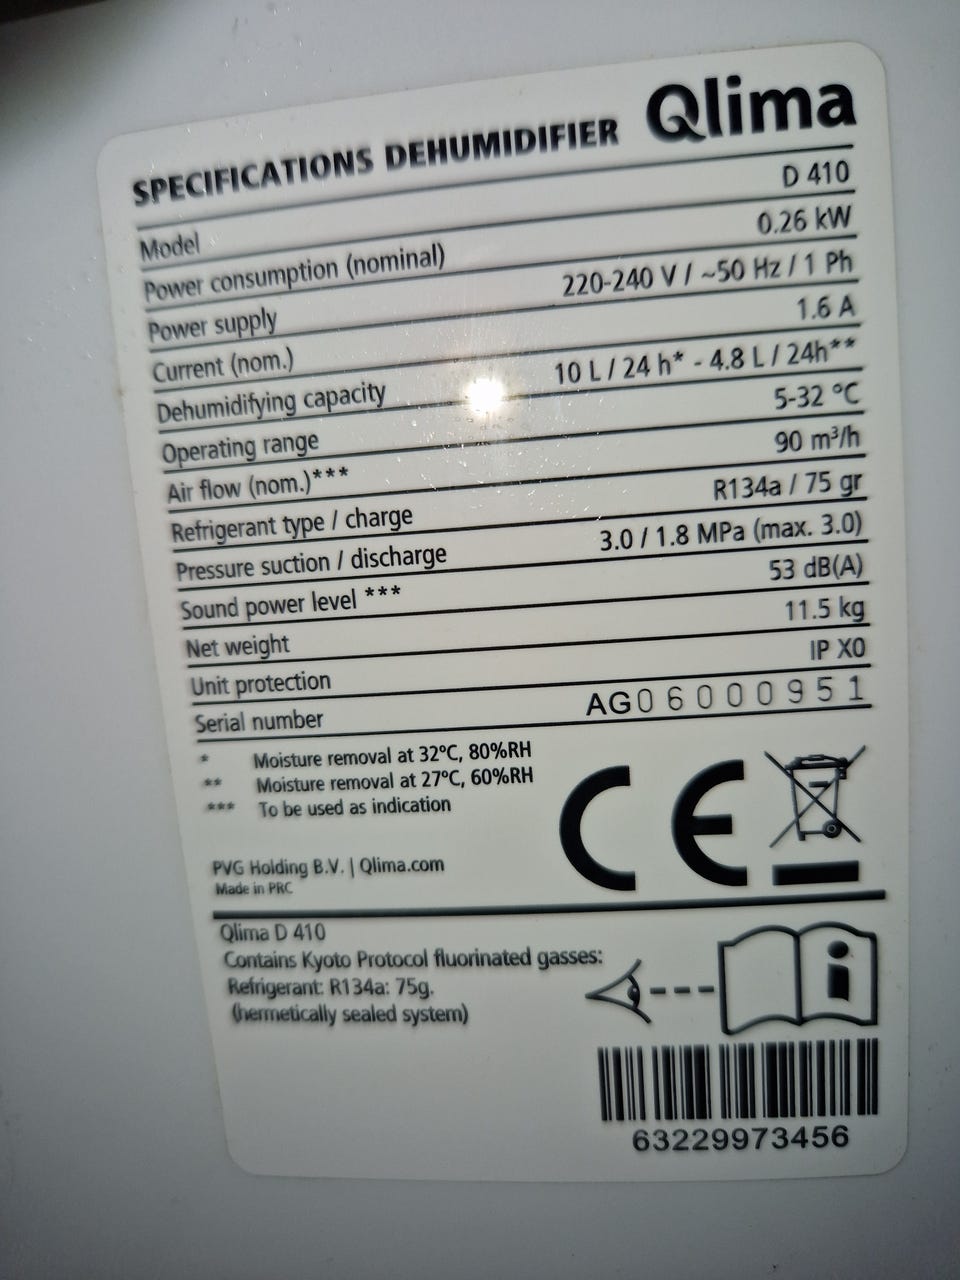 Qlima
SPECIFICATIONS DEHUMIDIFIER
Model D 410
Power consumption (nominal) 0.26 kW
Power supply 220-240 V / ~50 Hz / 1 Ph
Current (nom.) 1.6 A
Dehumidifying capacity 10 L / 24 h* - 4.8 L / 24h**
Operating range 5-32 °C
Air flow (nom.)*** 90 m³/h
Refrigerant type / charge R134a / 75 gr
Pressure suction / discharge 3.0 / 1.8 MPa (max. 3.0)
Sound power level *** 53 dB(A)
Net weight 11.5 kg
Unit protection IP X0
Serial number AG06000951
* Moisture removal at 32°C, 80%RH
** Moisture removal at 27°C, 60%RH
*** To be used as indication
CE
PVG Holding B.V. | Qlima.com
Made in PRC
Qlima D 410
Contains Kyoto Protocol fluorinated gasses:
Refrigerant: R134a: 75g.
(hermetically sealed system)
i
63229973456